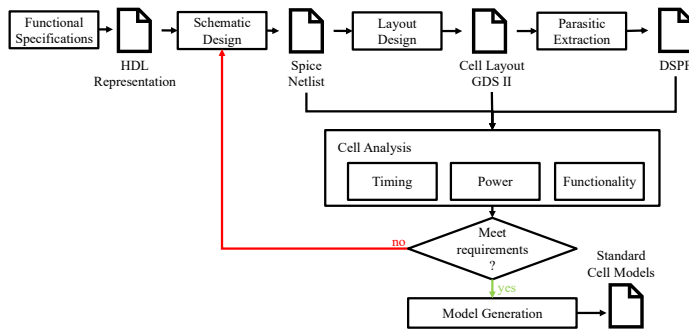 Functional
Specifications
HDL
Representation
Schematic
Design
Spice
Netlist
Layout
Design
Cell Layout
GDS II
Parasitic
Extraction
DSPF
Cell Analysis
Timing
Power
Functionality
Meet
requirements
?
no
yes
Model Generation
Standard
Cell Models